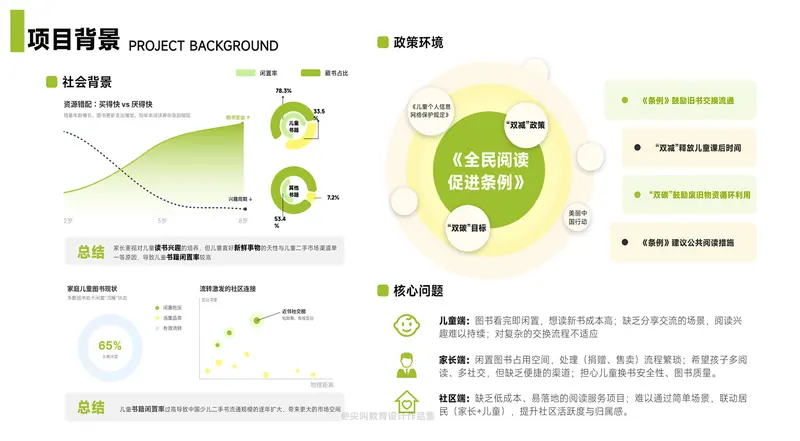 项目背景 PROJECT BACKGROUND
社会背景
闲置率
藏书占比
资源错配：买得快 vs 厌得快
图书支出 ↑
兴趣周期 ↓
2岁
5岁
8岁
78.3%
33.5
%
儿童
书籍
其他
书籍
7.2%
53.4
%
总结
家长重视对儿童读书兴趣的培养，但儿童喜好新鲜事物的天性与儿童二手市场渠道单
一等原因，导致儿童书籍闲置率较高
家庭儿童图书现状
65%
流转激发的社区连接
闲置社区
有效流转
近邻社交圈
物理距离
总结
儿童书籍闲置率过高导致中国少儿二手书流通规模的逐年扩大，带来更大的市场空间
政策环境
《儿童个人信息
网络保护规定》
“双减”政策
《全民阅读
促进条例》
“双碳”目标
美丽中
国行动
《条例》鼓励旧书交换流通
“双减”释放儿童课后时间
“双碳”鼓励废旧物资循环利用
《条例》建议公共阅读措施
核心问题
儿童端：图书看完即闲置，想读新书成本高；缺乏分享交流的场景，阅读兴
趣难以持续；对复杂的交换流程不适应
家长端：闲置图书占用空间，处理（捐赠、售卖）流程繁琐；希望孩子多阅
读、多社交，但缺乏便捷的渠道；担心儿童换书安全性、图书质量。
社区端：缺乏低成本、易落地的阅读服务项目；难以通过简单场景，联动居
民（家长+儿童），提升社区活跃度与归属感。